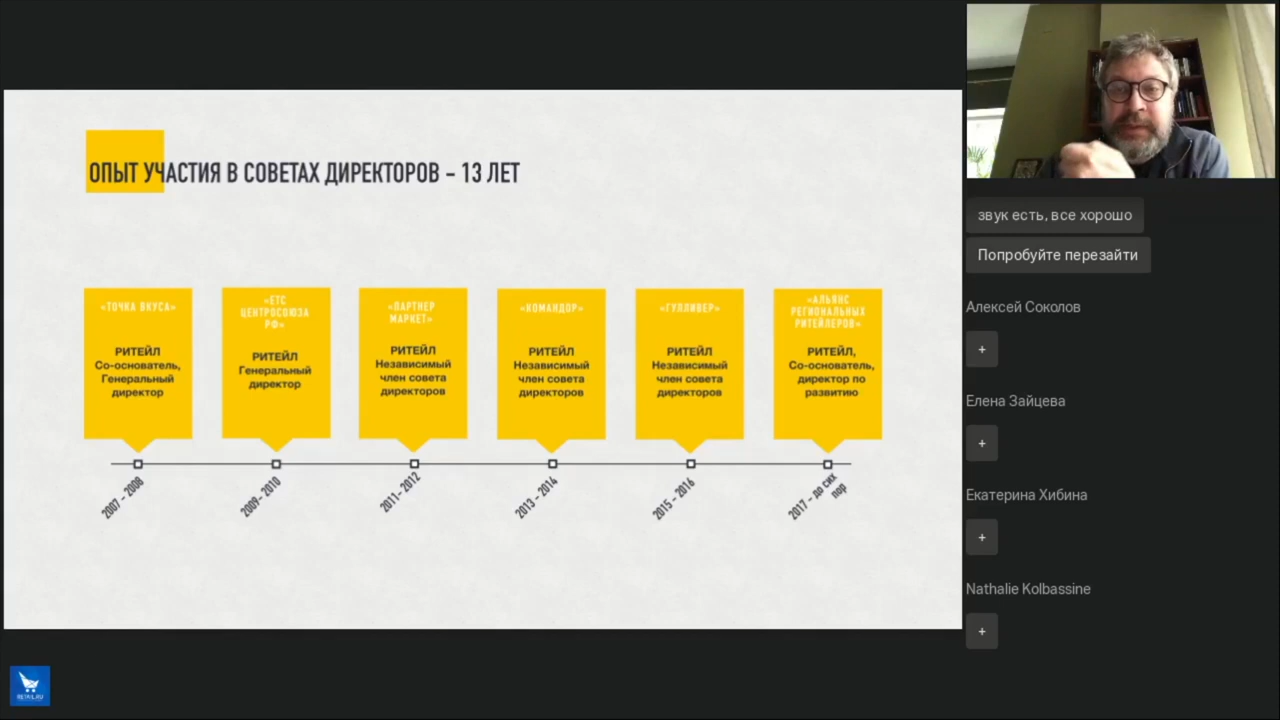 ОПЫТ УЧАСТИЯ В СОВЕТАХ ДИРЕКТОРОВ – 13 ЛЕТ
«ТОЧКА ВКУСА»
РИТЕЙЛ
Со-основатель,
Генеральный
директор
2007 – 2008
«ЕТС
ЦЕНТРОСОЮЗА
РФ»
РИТЕЙЛ
Генеральный
директор
2009– 2010
«ПАРТНЕР
МАРКЕТ»
РИТЕЙЛ
Независимый
член совета
директоров
2011– 2012
«КОМАНДОР»
РИТЕЙЛ
Независимый
член совета
директоров
2013 – 2014
«ГУЛЛИВЕР»
РИТЕЙЛ
Независимый
член совета
директоров
2015 – 2016
«АЛЬЯНС
РЕГИОНАЛЬНЫХ
РИТЕЙЛЕРОВ»
РИТЕЙЛ,
Со-основатель,
директор по
развитию
2017 – до сих
пор
звук есть, все хорошо
Попробуйте перезайти
Алексей Соколов
+
Елена Зайцева
+
Екатерина Хибина
+
Nathalie Kolbassine
+
RETAIL.RU